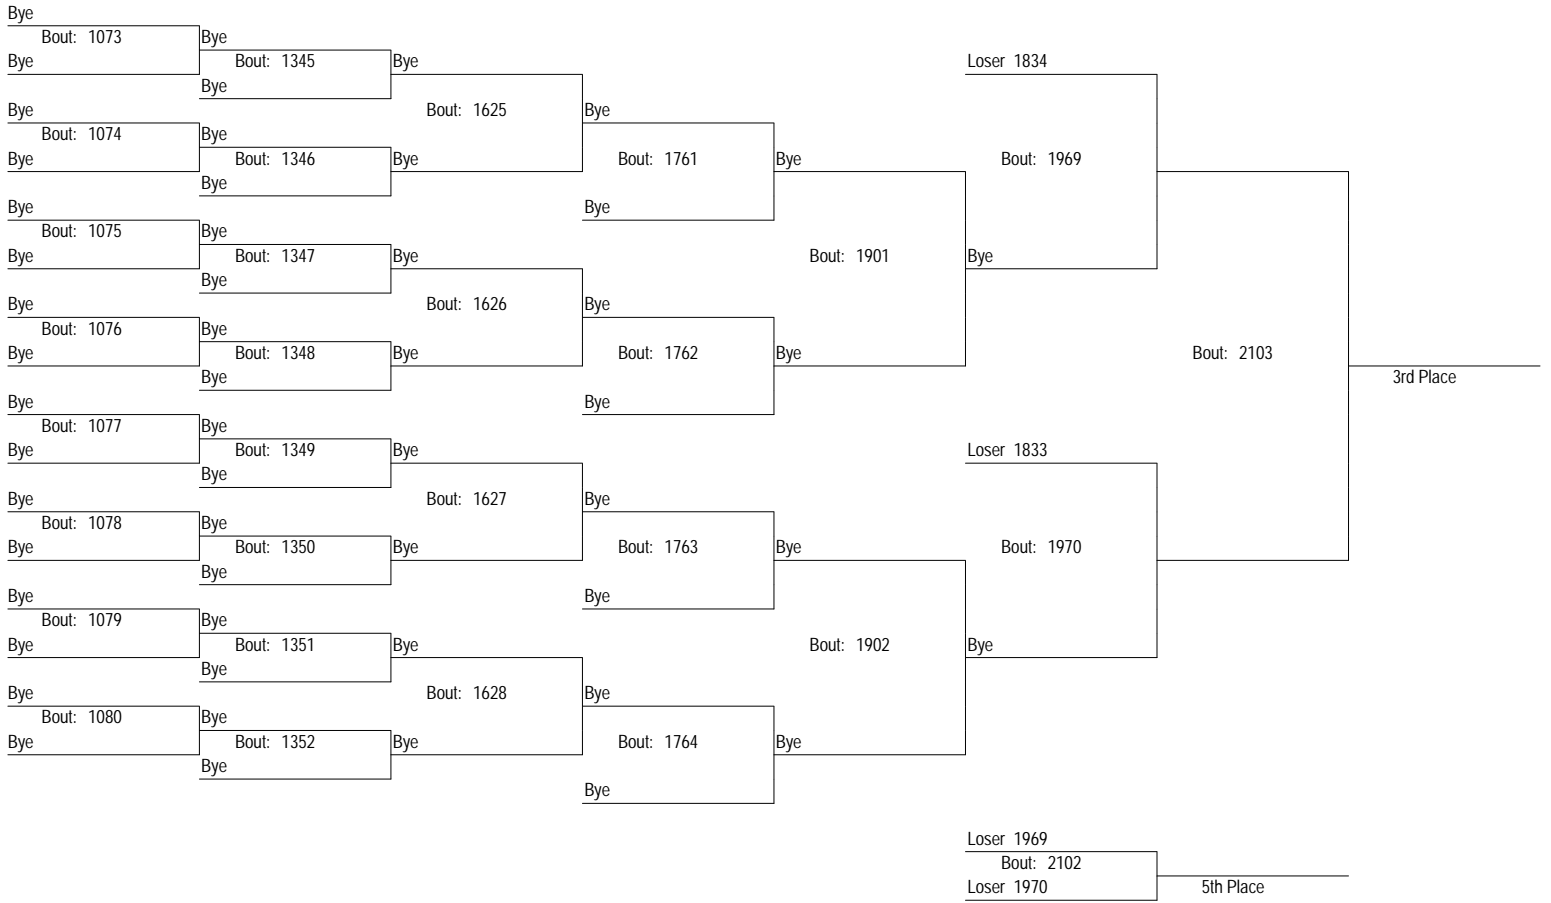 Bye
Bout: 1073
Bye
Bye
Bout: 1345
Bye
Bye
Loser 1834
Bye
Bout: 1074
Bye
Bye
Bout: 1346
Bye
Bye
Bout: 1625
Bye
Bout: 1761
Bye
Bye
Bout: 1969
Bye
Bout: 1075
Bye
Bye
Bout: 1347
Bye
Bye
Bout: 1901
Bye
Bye
Bout: 1076
Bye
Bye
Bout: 1348
Bye
Bye
Bout: 1626
Bye
Bout: 1762
Bye
Bye
Bout: 2103
3rd Place
Bye
Bout: 1077
Bye
Bye
Bout: 1349
Bye
Bye
Loser 1833
Bye
Bout: 1078
Bye
Bye
Bout: 1350
Bye
Bye
Bout: 1627
Bye
Bout: 1763
Bye
Bye
Bout: 1970
Bye
Bout: 1079
Bye
Bye
Bout: 1351
Bye
Bye
Bout: 1902
Bye
Bye
Bout: 1080
Bye
Bye
Bout: 1352
Bye
Bye
Bout: 1628
Bye
Bout: 1764
Bye
Bye
Loser 1969
Bout: 2102
Loser 1970
5th Place